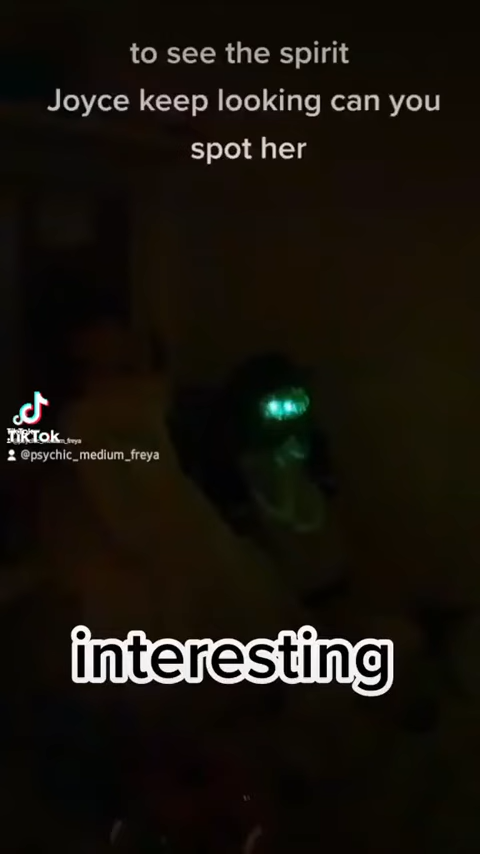 to see the spirit
Joyce keep looking can you
spot her
TikTok
@psychic_medium_freya
interesting